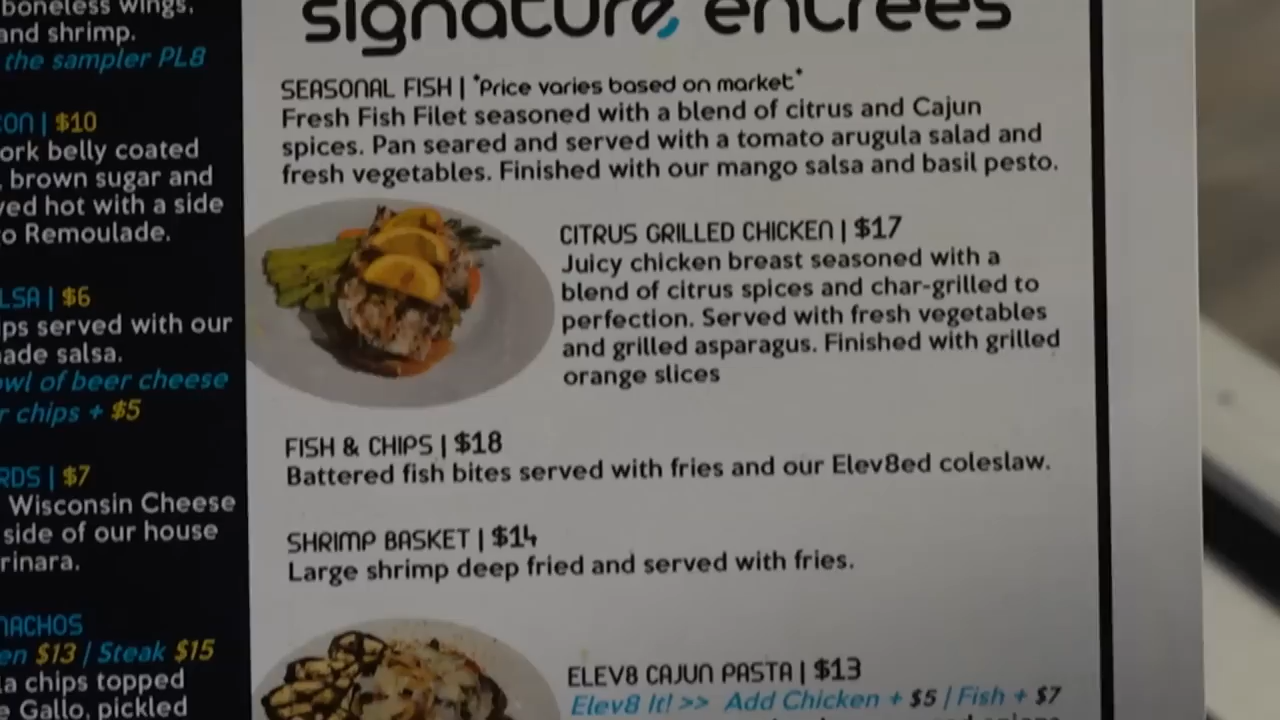 boneless wings,
and shrimp.
the sampler PL8
| $10
ork belly coated
, brown sugar and
ved hot with a side
o Remoulade.
LSA | $6
ips served with our
ade salsa.
owl of beer cheese
r chips + $5
RDS | $7
Wisconsin Cheese
side of our house
rinara.
NACHOS
en $13 / Steak $15
la chips topped
e Gallo, pickled
signature entrees
SEASONAL FISH | *Price varies based on market*
Fresh Fish Filet seasoned with a blend of citrus and Cajun
spices. Pan seared and served with a tomato arugula salad and
fresh vegetables. Finished with our mango salsa and basil pesto.
CITRUS GRILLED CHICKEN | $17
Juicy chicken breast seasoned with a
blend of citrus spices and char-grilled to
perfection. Served with fresh vegetables
and grilled asparagus. Finished with grilled
orange slices
FISH & CHIPS | $18
Battered fish bites served with fries and our Elev8ed coleslaw.
SHRIMP BASKET | $14
Large shrimp deep fried and served with fries.
ELEV8 CAJUN PASTA | $13
Elev8 It! >> Add Chicken + $5 | Fish + $7